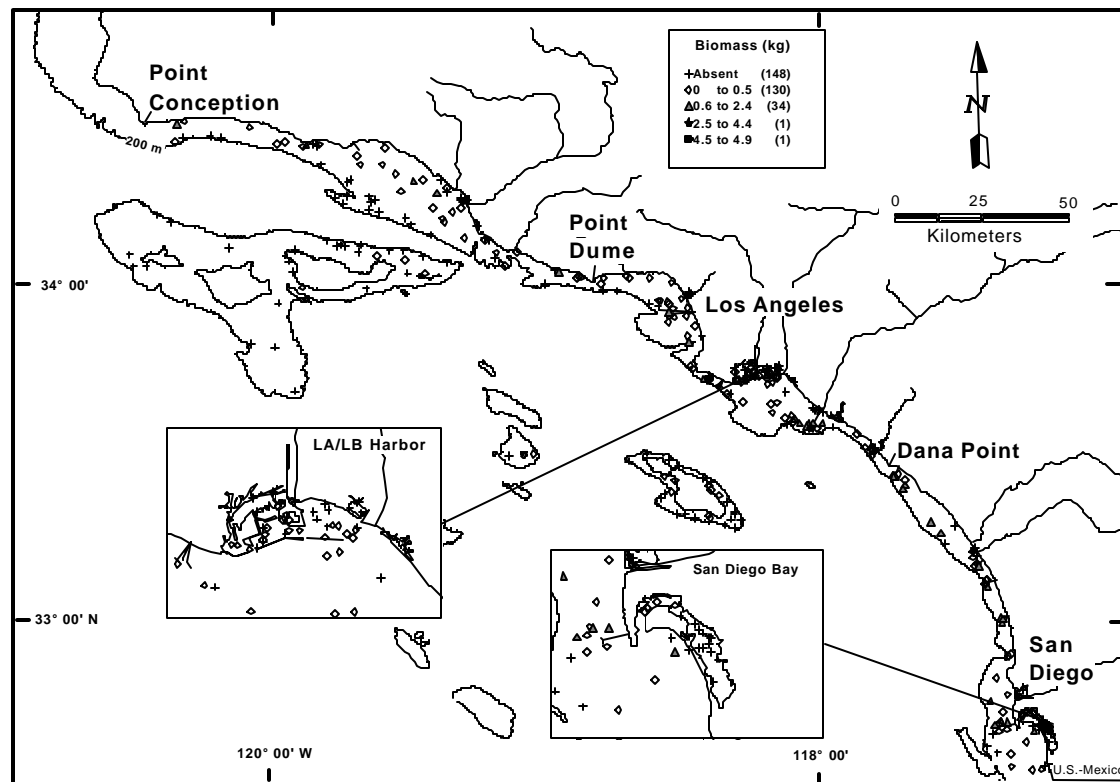 Biomass (kg)
Absent (148)
0 to 0.5 (130)
0.6 to 2.4 (34)
2.5 to 4.4 (1)
4.5 to 4.9 (1)
Point
Conception
200 m
N
0 25 50
Kilometers
Point
Dume
34° 00'
Los Angeles
LA/LB Harbor
Dana Point
San Diego Bay
33° 00' N
San
Diego
120° 00' W
118° 00'
U.S.-Mexico